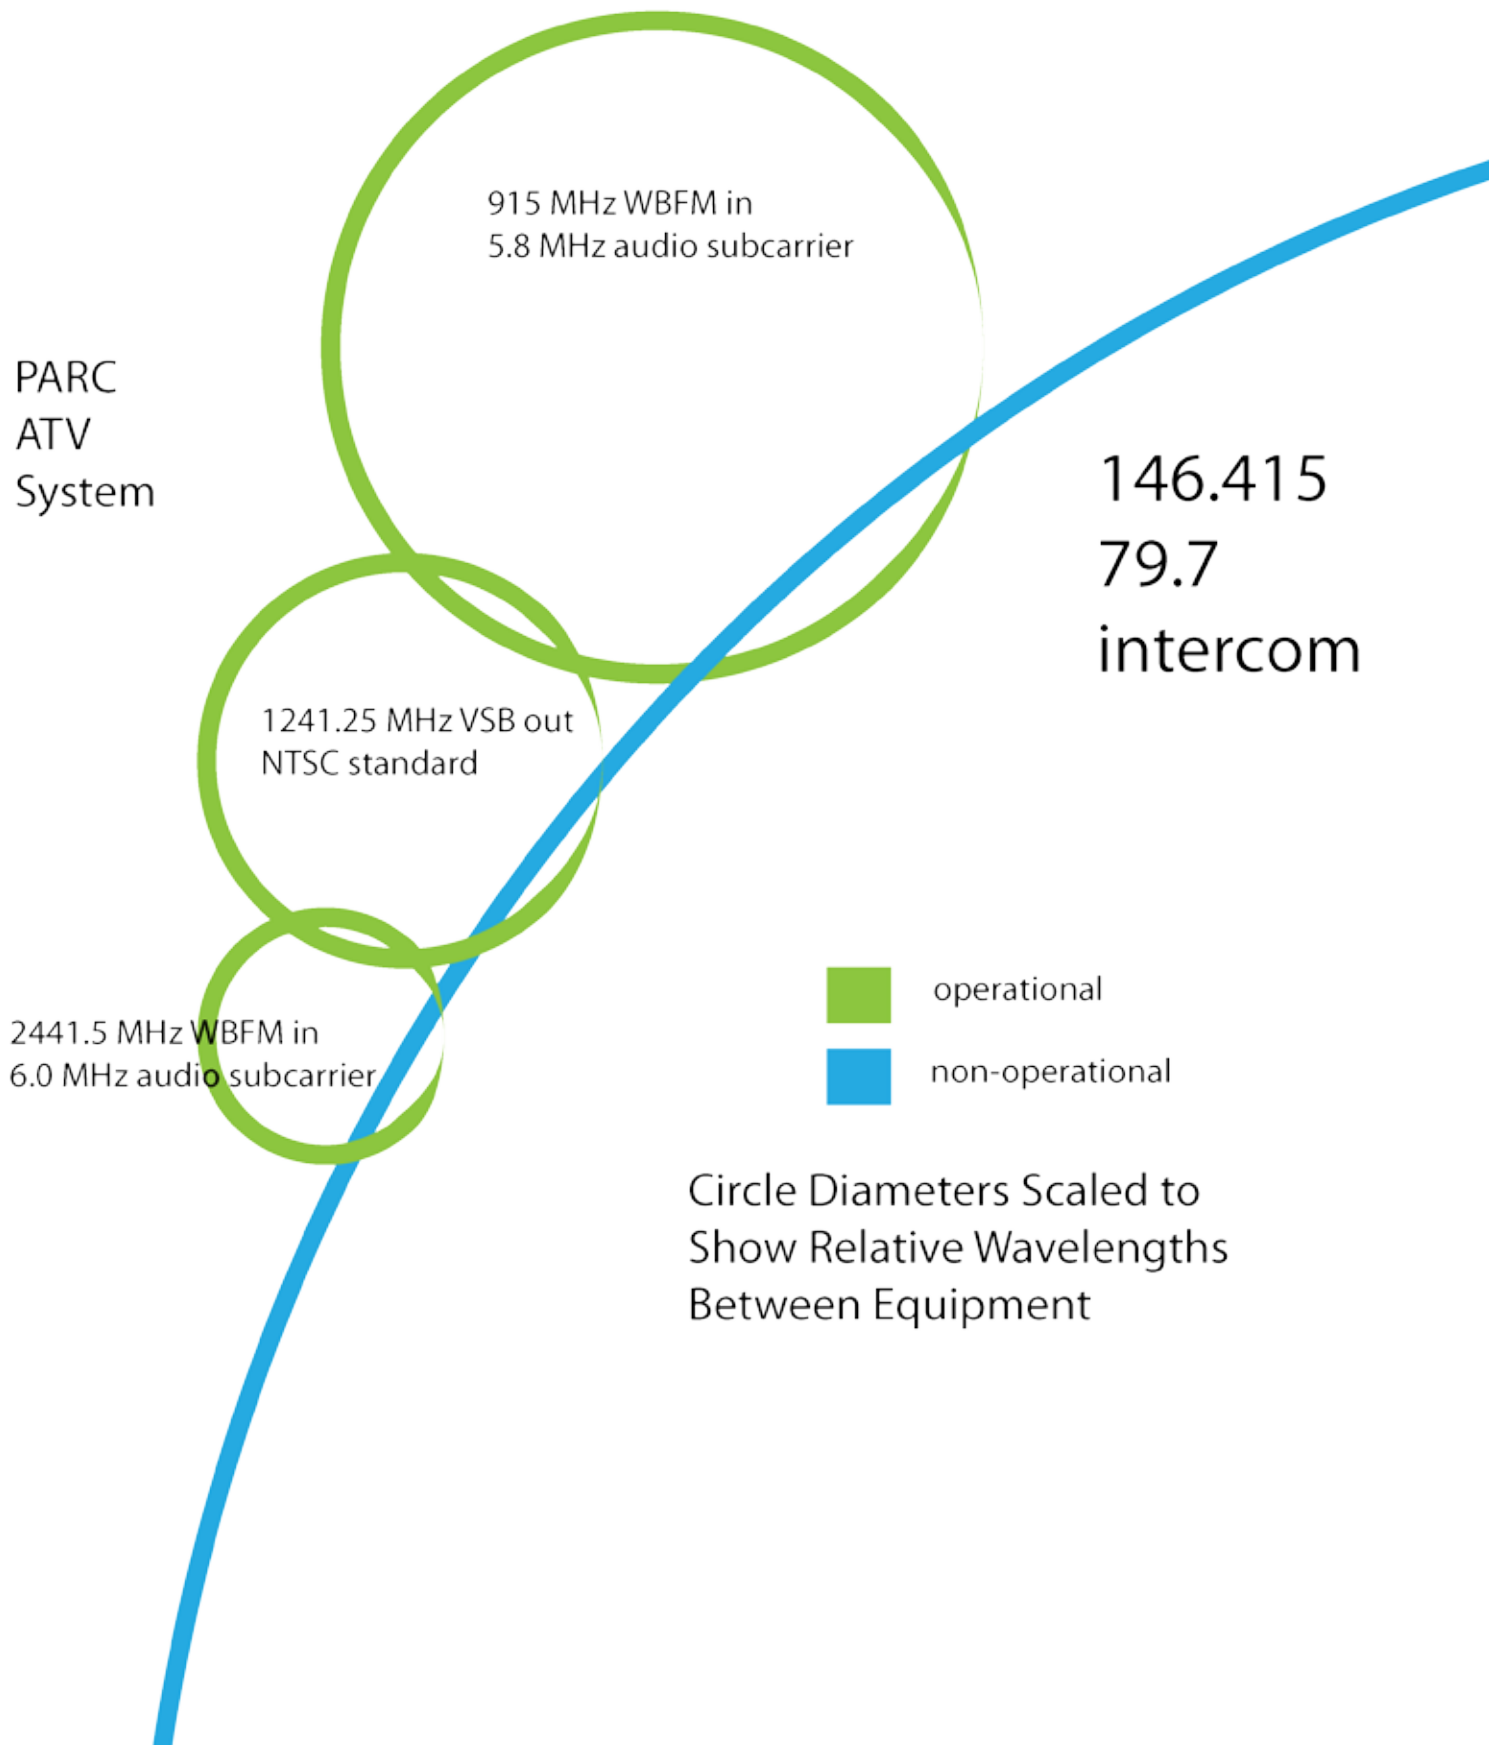 915 MHz WBFM in
5.8 MHz audio subcarrier
PARC
ATV
System
146.415
79.7
intercom
1241.25 MHz VSB out
NTSC standard
operational
2441.5 MHz WBFM in
6.0 MHz audio subcarrier
non-operational
Circle Diameters Scaled to
Show Relative Wavelengths
Between Equipment